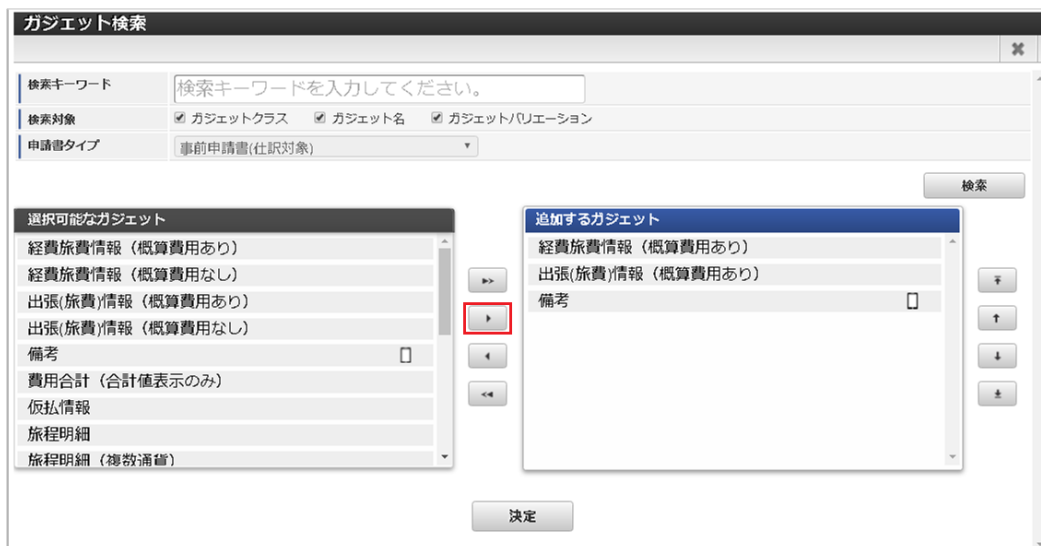 ガジェット検索
検索キーワード 検索キーワードを入力してください。
検索対象 ガジェットクラス ガジェット名 ガジェットバリエーション
申請書タイプ 事前申請書(仕訳対象)
検索
選択可能なガジェット
経費旅費情報（概算費用あり）
経費旅費情報（概算費用なし）
出張(旅費)情報（概算費用あり）
出張(旅費)情報（概算費用なし）
備考
費用合計（合計値表示のみ）
仮払情報
旅程明細
旅程明細（複数通貨）
追加するガジェット
経費旅費情報（概算費用あり）
出張(旅費)情報（概算費用あり）
備考
決定